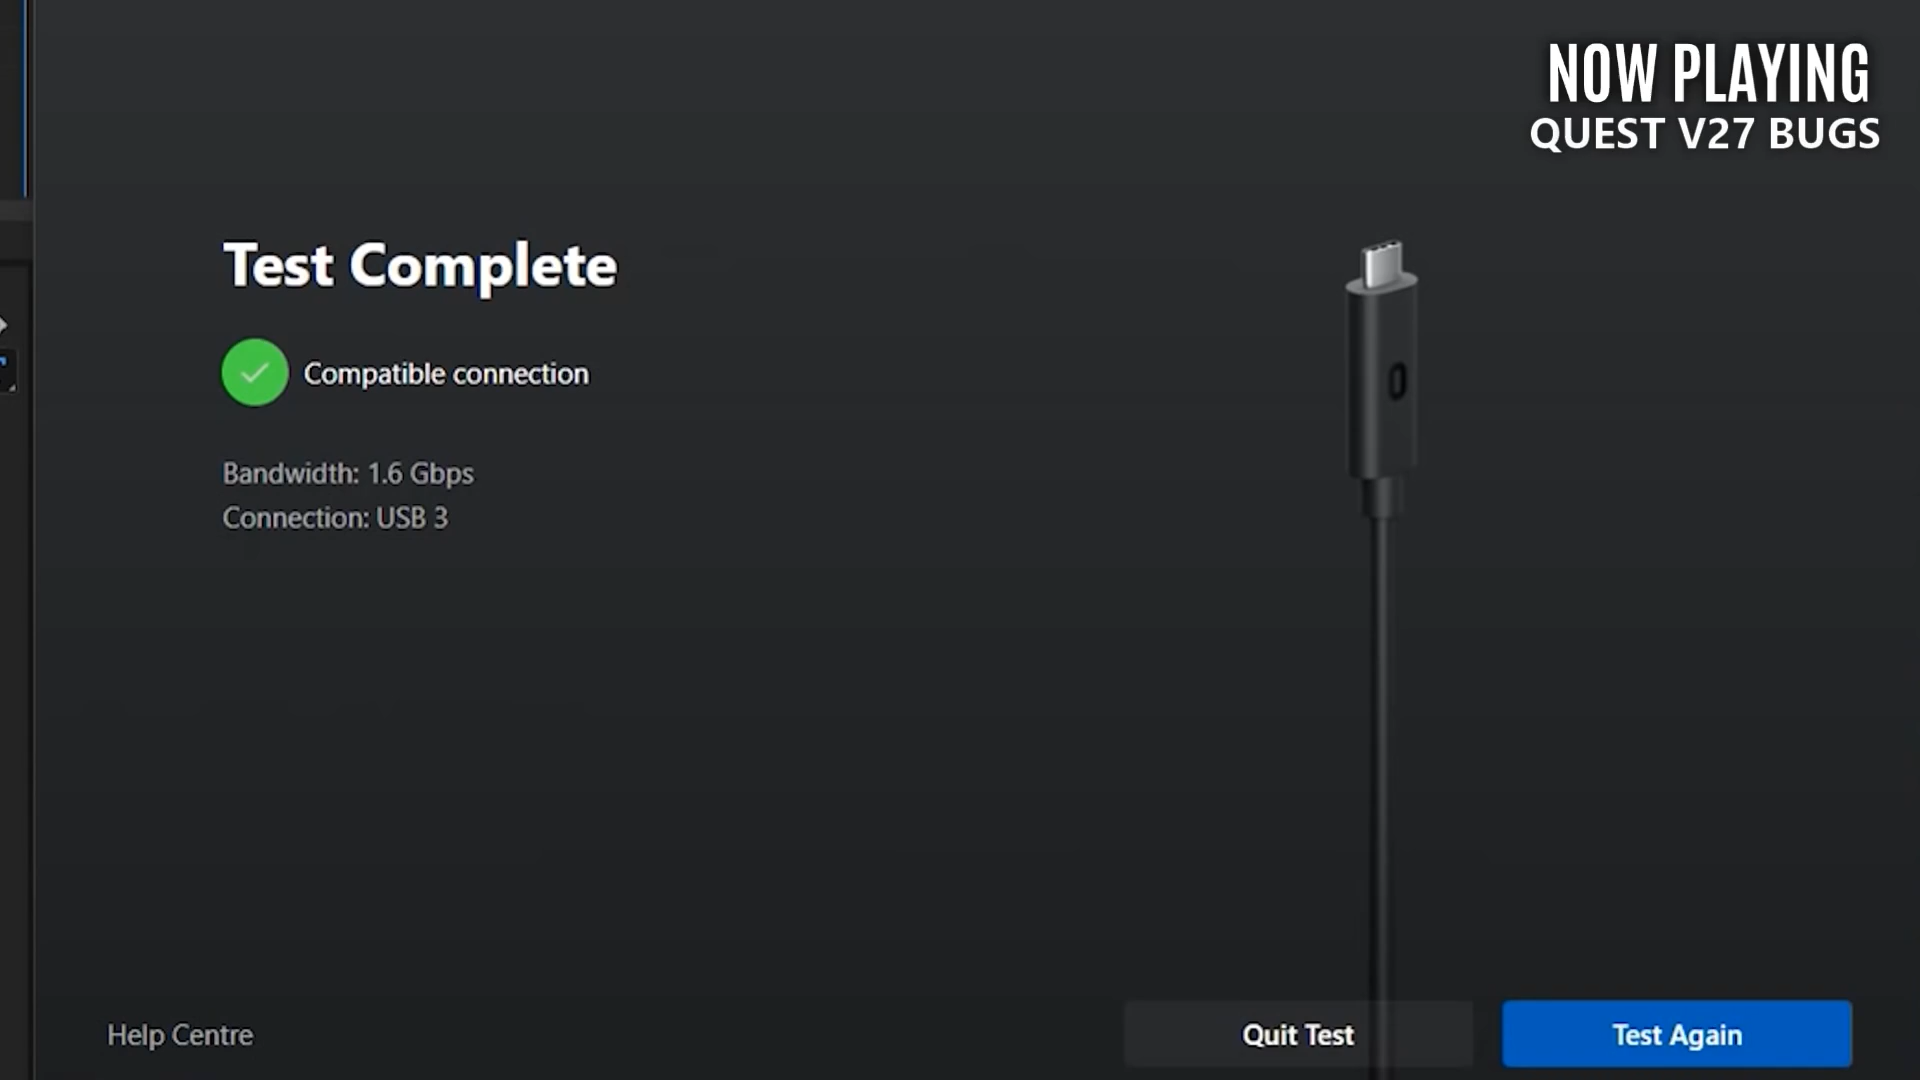 NOW PLAYING
QUEST V27 BUGS
Test Complete
Compatible connection
Bandwidth: 1.6 Gbps
Connection: USB 3
Help Centre
Quit Test
Test Again